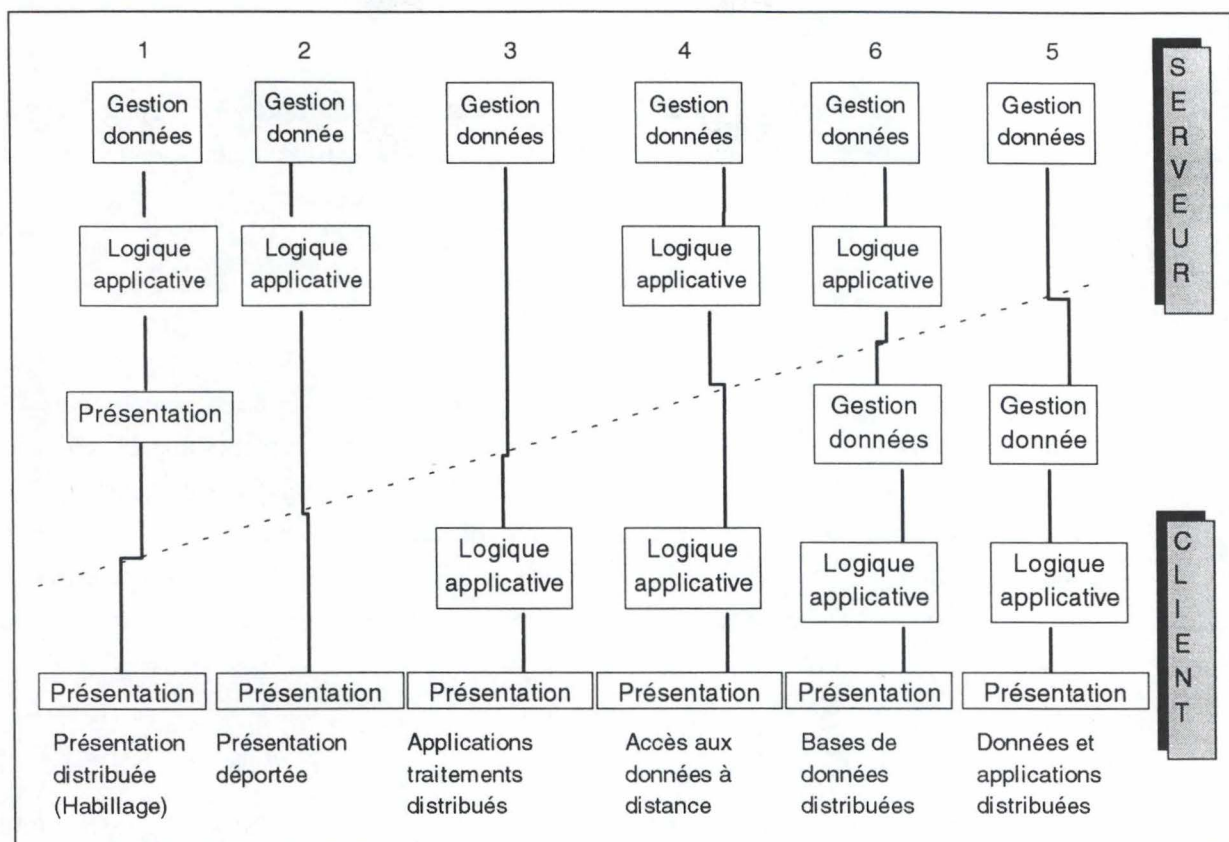 1
2
3
4
6
5
Gestion
données
Gestion
donnée
Gestion
données
Gestion
données
Gestion
données
Gestion
données
Logique
applicative
Logique
applicative
Logique
applicative
Logique
applicative
Présentation
Gestion
données
Gestion
donnée
Logique
applicative
Logique
applicative
Logique
applicative
Logique
applicative
Présentation
Présentation
Présentation
Présentation
Présentation
Présentation
Présentation
distribuée
(Habillage)
Présentation
déportée
Applications
traitements
distribués
Accès aux
données à
distance
Bases de
données
distribuées
Données et
applications
distribuées
SERVEUR
CLIENT